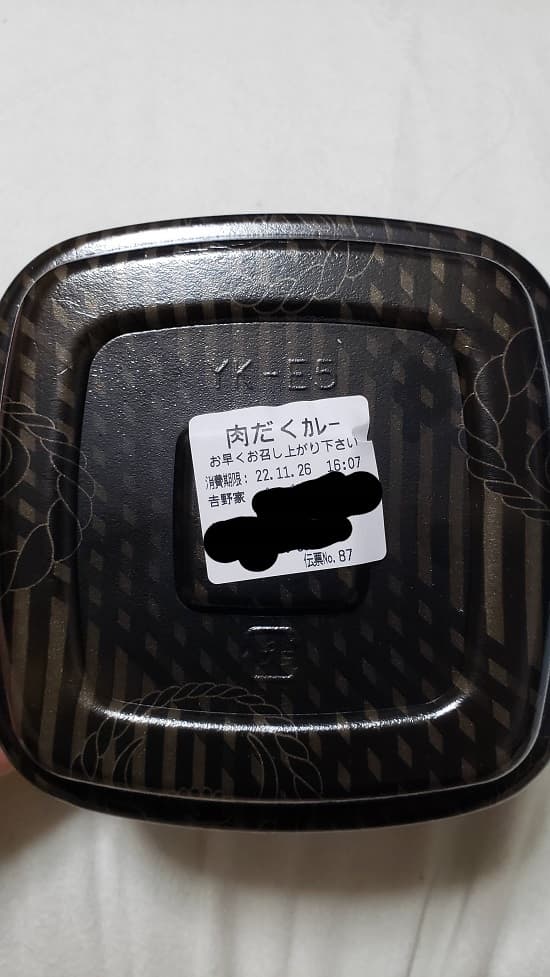 YK-E5
肉だくカレー
お早くお召し上がり下さい
消費期限: 22.11.26 16:07
吉野家
伝票No. 87